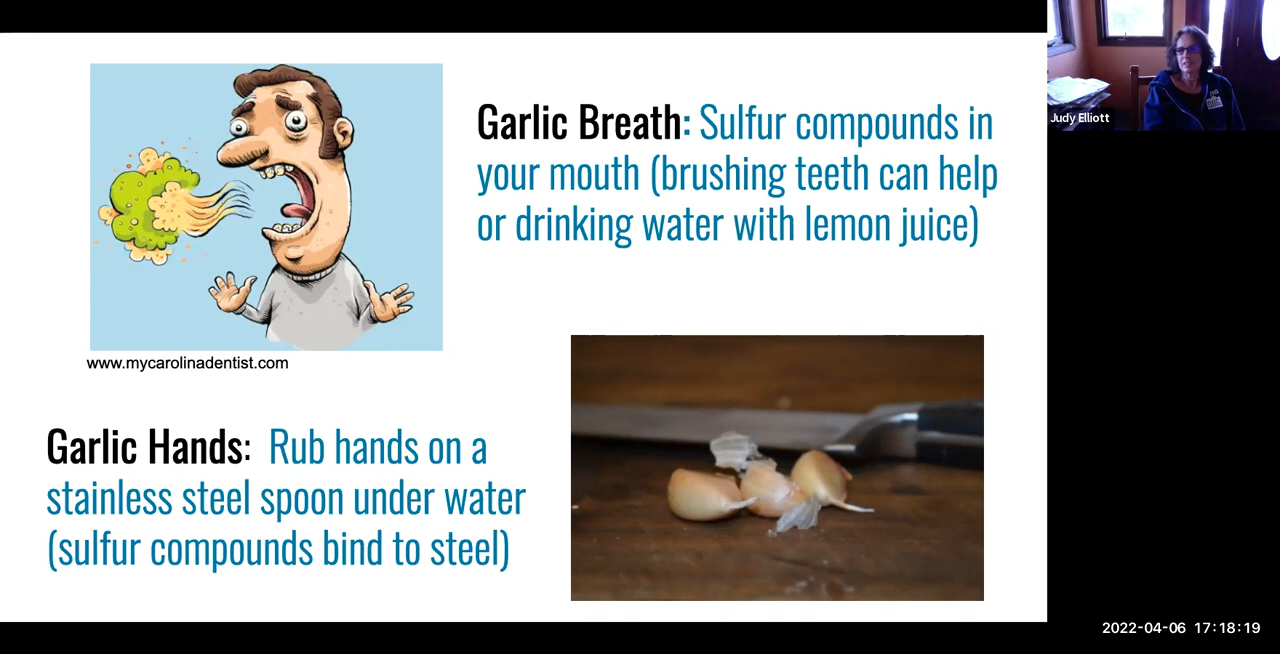 Garlic Breath: Sulfur compounds in
your mouth (brushing teeth can help
or drinking water with lemon juice)
www.mycarolinadentist.com
Garlic Hands:  Rub hands on a
stainless steel spoon under water
(sulfur compounds bind to steel)
Judy Elliott
2022-04-06 17:18:19